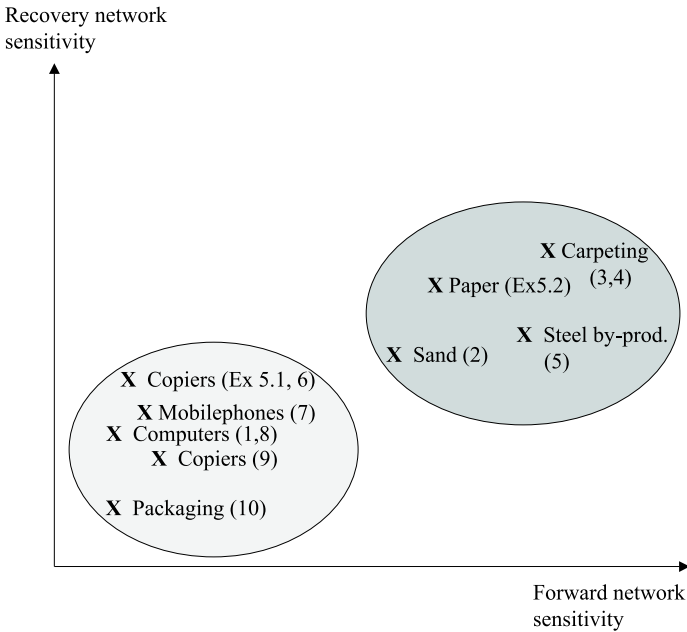 Recovery network
sensitivity
X Carpeting
(3,4)
X Paper (Ex5.2)
X Steel by-prod.
(5)
X Sand (2)
X Copiers (Ex 5.1, 6)
X Mobilephones (7)
X Computers (1,8)
X Copiers (9)
X Packaging (10)
Forward network
sensitivity